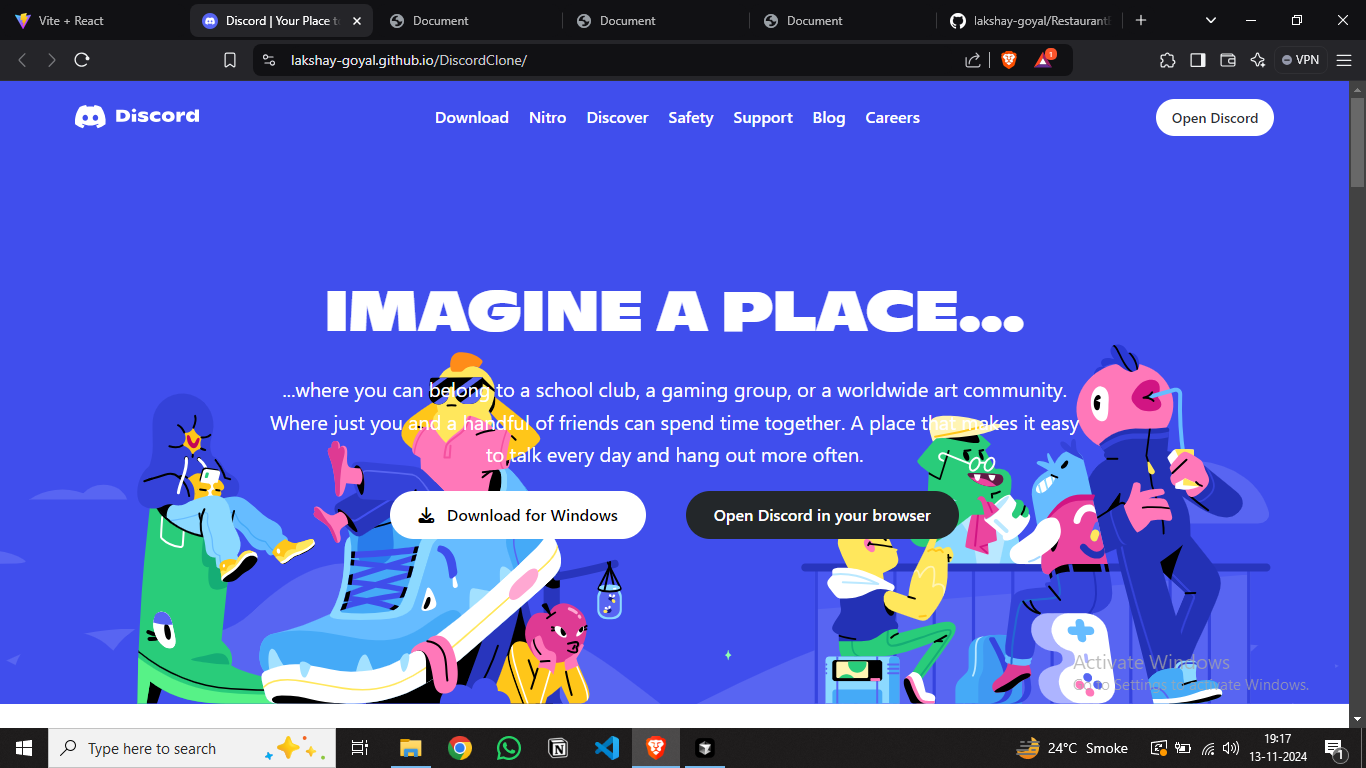 Vite + React
Discord | Your Place to
Document
Document
Document
lakshay-goyal/Restaurant
lakshay-goyal.github.io/DiscordClone/
1
VPN
Discord
Download
Nitro
Discover
Safety
Support
Blog
Careers
Open Discord
IMAGINE A PLACE...
...where you can belong to a school club, a gaming group, or a worldwide art community.
Where just you and a handful of friends can spend time together. A place that makes it easy
to talk every day and hang out more often.
Download for Windows
Open Discord in your browser
Activate Windows
Go to Settings to activate Windows.
Type here to search
24°C Smoke
19:17
13-11-2024
1